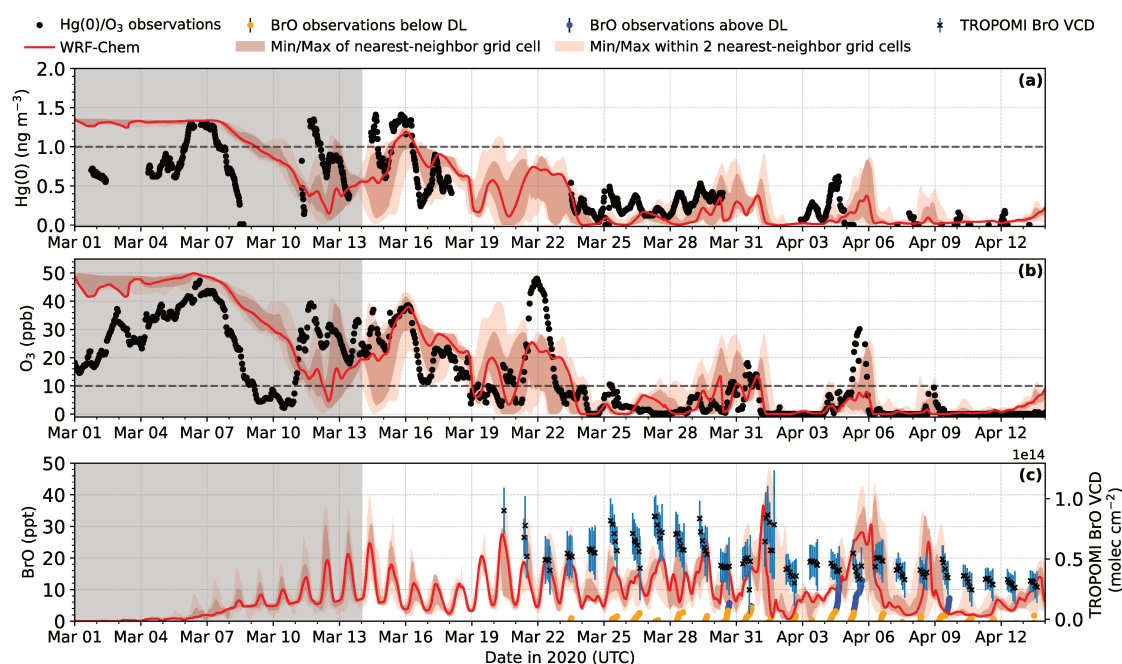 Hg(0)/O₃ observations BrO observations below DL BrO observations above DL TROPOMI BrO VCD
WRF-Chem Min/Max of nearest-neighbor grid cell Min/Max within 2 nearest-neighbor grid cells
2.0 (a)
1.5
1.0
0.5
0.0
Hg(0) (ng m⁻³)
Mar 01 Mar 04 Mar 07 Mar 10 Mar 13 Mar 16 Mar 19 Mar 22 Mar 25 Mar 28 Mar 31 Apr 03 Apr 06 Apr 09 Apr 12
(b)
50
40
30
20
10
0
O₃ (ppb)
Mar 01 Mar 04 Mar 07 Mar 10 Mar 13 Mar 16 Mar 19 Mar 22 Mar 25 Mar 28 Mar 31 Apr 03 Apr 06 Apr 09 Apr 12
1e14
50 (c)
40
30
20
10
0
BrO (ppt)
1.0
0.5
0.0
TROPOMI BrO VCD
(molec cm⁻²)
Mar 01 Mar 04 Mar 07 Mar 10 Mar 13 Mar 16 Mar 19 Mar 22 Mar 25 Mar 28 Mar 31 Apr 03 Apr 06 Apr 09 Apr 12
Date in 2020 (UTC)